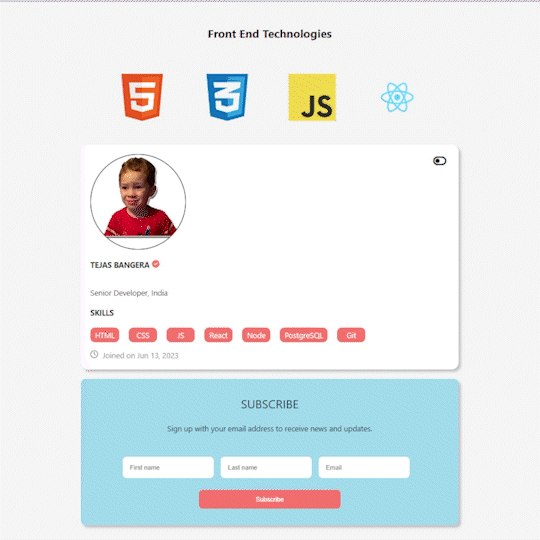 Front End Technologies
5 3 JS
TEJAS BANGERA
Senior Developer, India
SKILLS
HTML CSS JS React Node PostgreSQL Git
Joined on Jun 13, 2023
SUBSCRIBE
Sign up with your email address to receive news and updates.
First name Last name Email
Subscribe